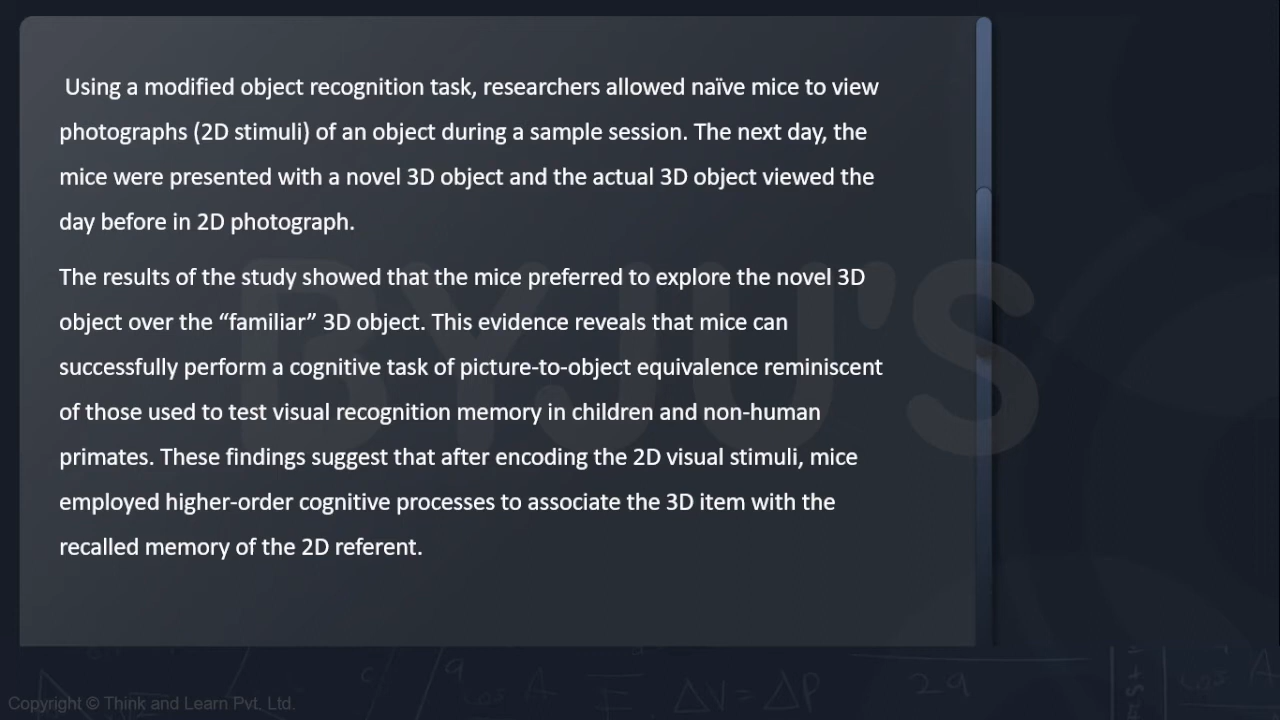 Using a modified object recognition task, researchers allowed naïve mice to view
photographs (2D stimuli) of an object during a sample session. The next day, the
mice were presented with a novel 3D object and the actual 3D object viewed the
day before in 2D photograph.
The results of the study showed that the mice preferred to explore the novel 3D
object over the “familiar” 3D object. This evidence reveals that mice can
successfully perform a cognitive task of picture-to-object equivalence reminiscent
of those used to test visual recognition memory in children and non-human
primates. These findings suggest that after encoding the 2D visual stimuli, mice
employed higher-order cognitive processes to associate the 3D item with the
recalled memory of the 2D referent.
BYJU'S
ΔV = ΔP
29
cos A
Copyright © Think and Learn Pvt. Ltd.